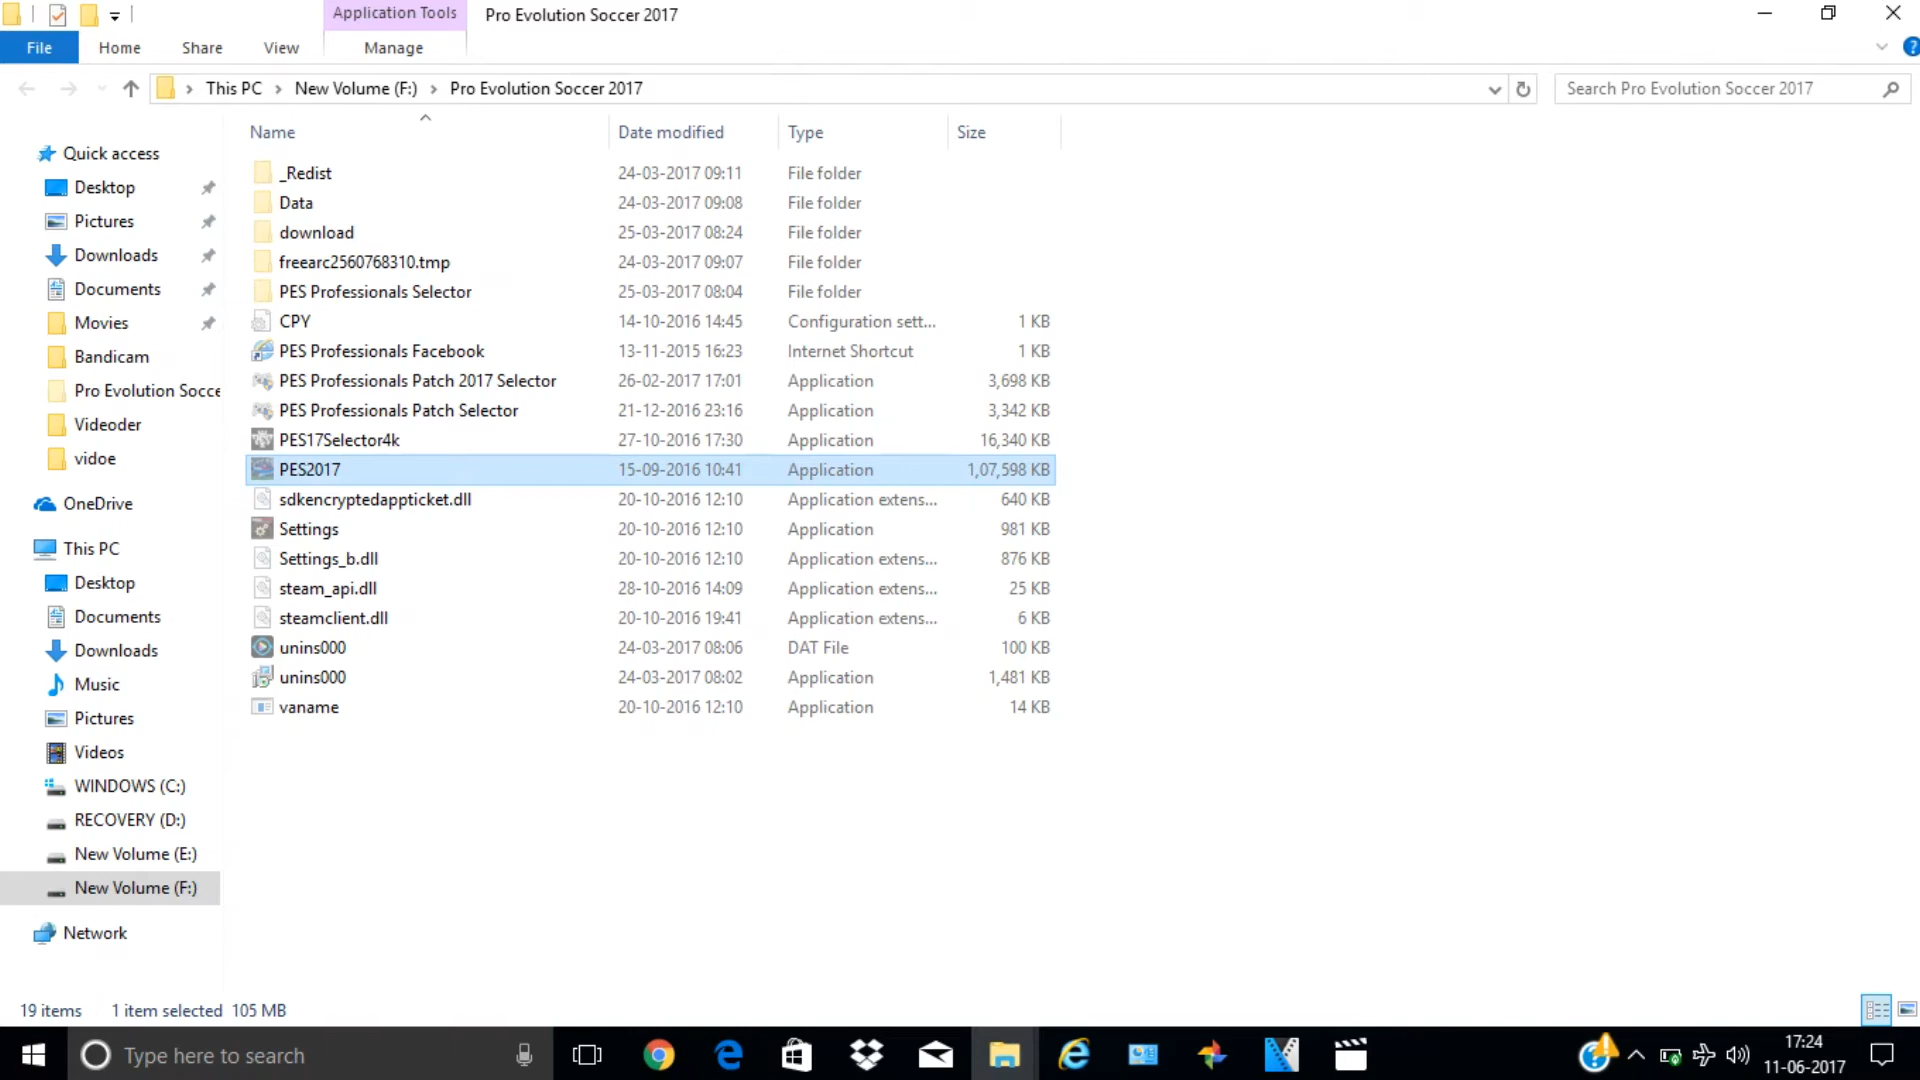 Application Tools
Pro Evolution Soccer 2017
File
Home
Share
View
Manage
This PC
New Volume (F:)
Pro Evolution Soccer 2017
Search Pro Evolution Soccer 2017
Name
Date modified
Type
Size
Quick access
Desktop
Pictures
Downloads
Documents
Movies
Bandicam
Pro Evolution Socce
Videoder
vidoe
OneDrive
This PC
Desktop
Documents
Downloads
Music
Pictures
Videos
WINDOWS (C:)
RECOVERY (D:)
New Volume (E:)
New Volume (F:)
Network
_Redist 24-03-2017 09:11 File folder
Data 24-03-2017 09:08 File folder
download 25-03-2017 08:24 File folder
freearc2560768310.tmp 24-03-2017 09:07 File folder
PES Professionals Selector 25-03-2017 08:04 File folder
CPY 14-10-2016 14:45 Configuration sett... 1 KB
PES Professionals Facebook 13-11-2015 16:23 Internet Shortcut 1 KB
PES Professionals Patch 2017 Selector 26-02-2017 17:01 Application 3,698 KB
PES Professionals Patch Selector 21-12-2016 23:16 Application 3,342 KB
PES17Selector4k 27-10-2016 17:30 Application 16,340 KB
PES2017 15-09-2016 10:41 Application 1,07,598 KB
sdkencryptedappticket.dll 20-10-2016 12:10 Application extens... 640 KB
Settings 20-10-2016 12:10 Application 981 KB
Settings_b.dll 20-10-2016 12:10 Application extens... 876 KB
steam_api.dll 28-10-2016 14:09 Application extens... 25 KB
steamclient.dll 20-10-2016 19:41 Application extens... 6 KB
unins000 24-03-2017 08:06 DAT File 100 KB
unins000 24-03-2017 08:02 Application 1,481 KB
vaname 20-10-2016 12:10 Application 14 KB
19 items
1 item selected 105 MB
Type here to search
17:24
11-06-2017